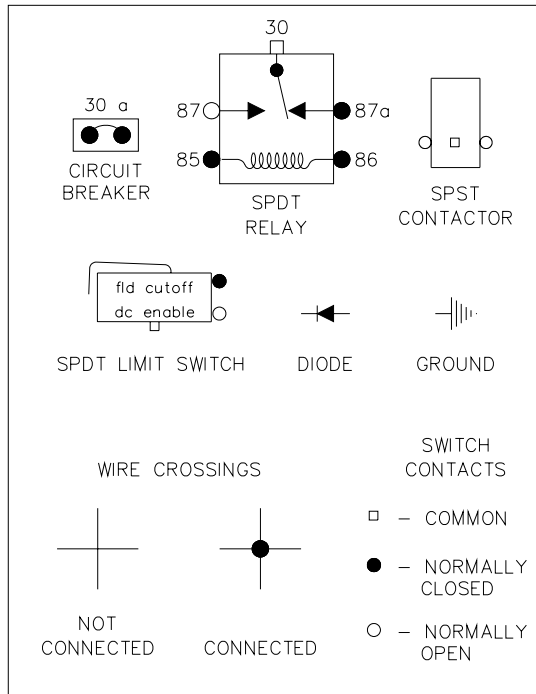 30
30 a
87
87a
85
86
CIRCUIT
BREAKER
SPDT
RELAY
SPST
CONTACTOR
fld cutoff
dc enable
SPDT LIMIT SWITCH
DIODE
GROUND
WIRE CROSSINGS
SWITCH
CONTACTS
– COMMON
– NORMALLY
CLOSED
– NORMALLY
OPEN
NOT
CONNECTED
CONNECTED